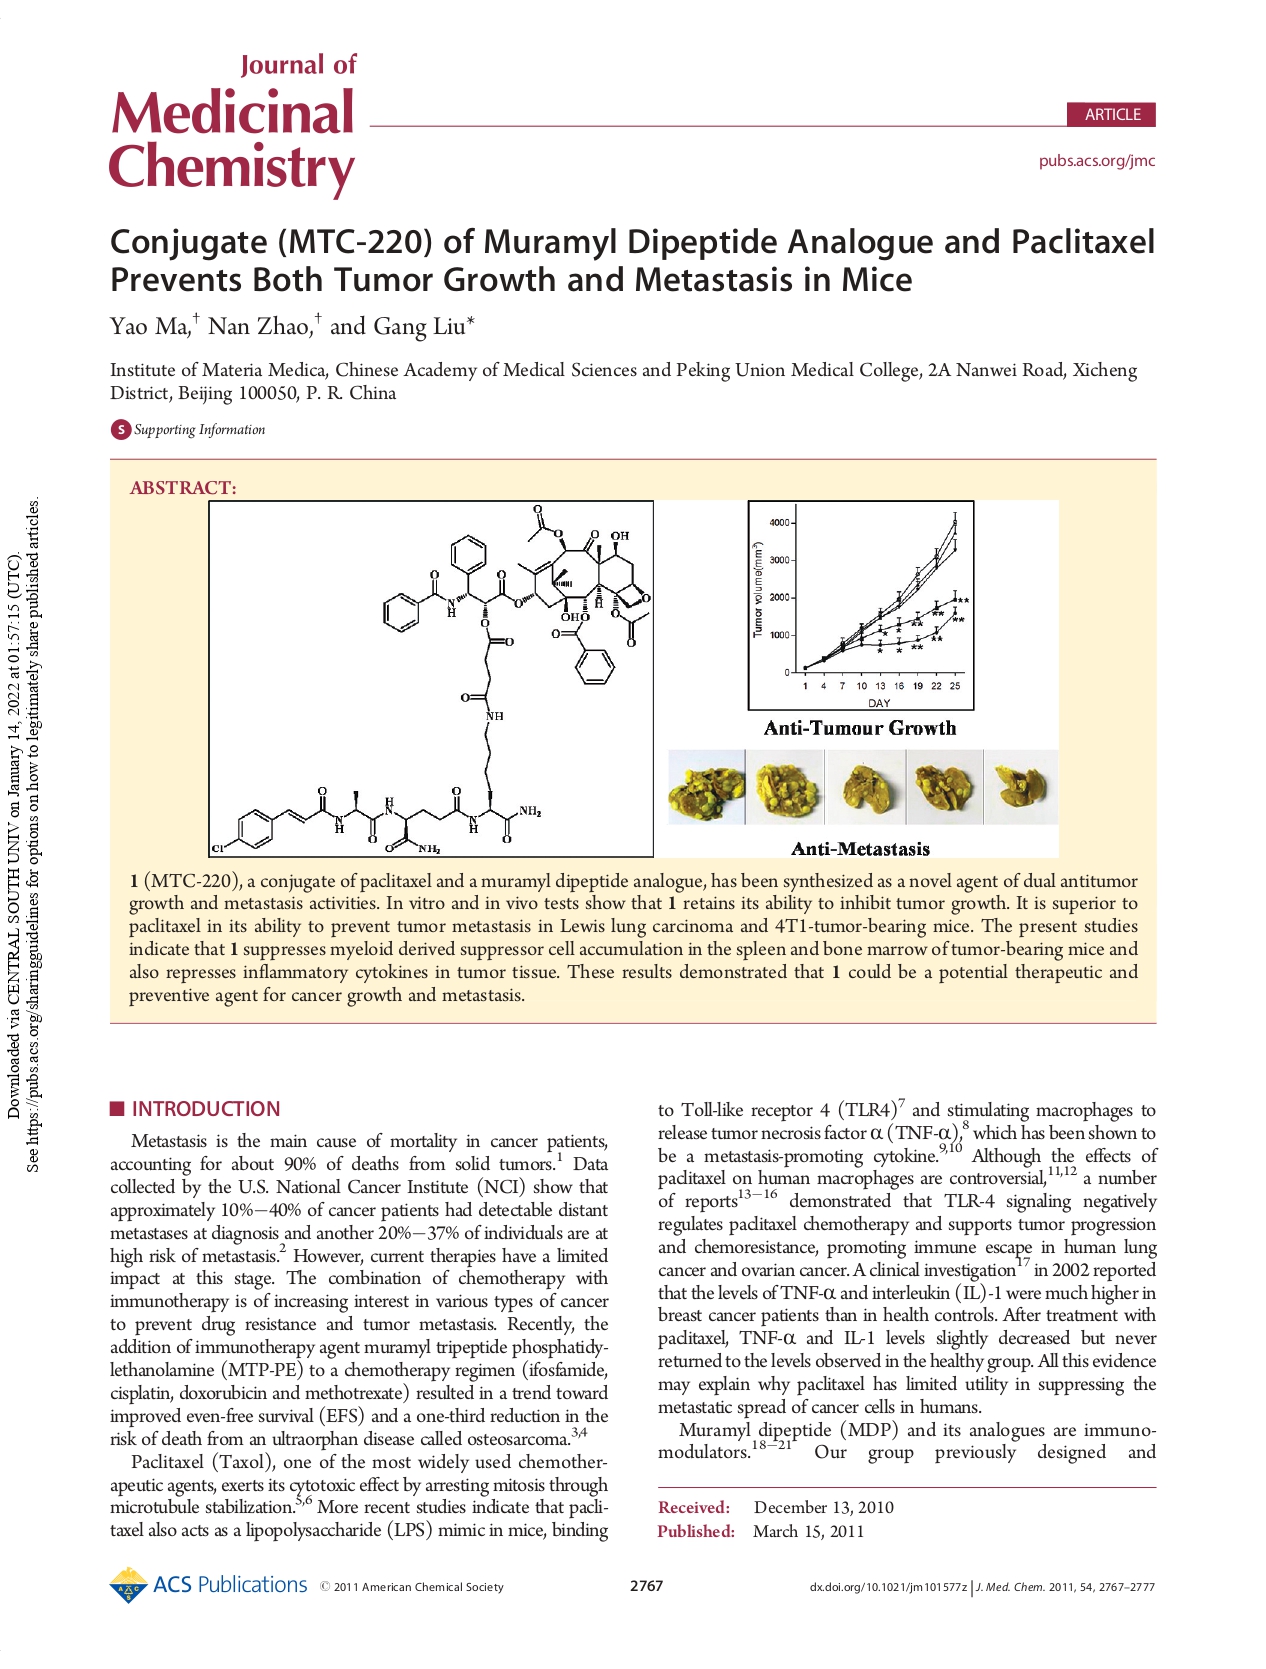 Journal of
Medicinal
Chemistry
ARTICLE
pubs.acs.org/jmc
Conjugate (MTC-220) of Muramyl Dipeptide Analogue and Paclitaxel
Prevents Both Tumor Growth and Metastasis in Mice
Yao Ma,† Nan Zhao,† and Gang Liu*
Institute of Materia Medica, Chinese Academy of Medical Sciences and Peking Union Medical College, 2A Nanwei Road, Xicheng
District, Beijing 100050, P. R. China
S Supporting Information
ABSTRACT:
O
O
O
OH
O
N
H
O
O
O
OHO
H
O
O
O
O
O
O
O
O
NH
Cl
O
N
H
O
H
N
O
NH₂
O
N
H
O
NH₂
Tumor volume(mm³)
4000
3000
2000
1000
0
**
**
* * ** **
* * ** **
1 4 7 10 13 16 19 22 25
DAY
Anti-Tumour Growth
Anti-Metastasis
1 (MTC-220), a conjugate of paclitaxel and a muramyl dipeptide analogue, has been synthesized as a novel agent of dual antitumor
growth and metastasis activities. In vitro and in vivo tests show that 1 retains its ability to inhibit tumor growth. It is superior to
paclitaxel in its ability to prevent tumor metastasis in Lewis lung carcinoma and 4T1-tumor-bearing mice. The present studies
indicate that 1 suppresses myeloid derived suppressor cell accumulation in the spleen and bone marrow of tumor-bearing mice and
also represses inflammatory cytokines in tumor tissue. These results demonstrated that 1 could be a potential therapeutic and
preventive agent for cancer growth and metastasis.
■ INTRODUCTION
Metastasis is the main cause of mortality in cancer patients,
accounting for about 90% of deaths from solid tumors.¹ Data
collected by the U.S. National Cancer Institute (NCI) show that
approximately 10%−40% of cancer patients had detectable distant
metastases at diagnosis and another 20%−37% of individuals are at
high risk of metastasis.² However, current therapies have a limited
impact at this stage. The combination of chemotherapy with
immunotherapy is of increasing interest in various types of cancer
to prevent drug resistance and tumor metastasis. Recently, the
addition of immunotherapy agent muramyl tripeptide phosphatidy-
lethanolamine (MTP-PE) to a chemotherapy regimen (ifosfamide,
cisplatin, doxorubicin and methotrexate) resulted in a trend toward
improved even-free survival (EFS) and a one-third reduction in the
risk of death from an ultraorphan disease called osteosarcoma.³,⁴
Paclitaxel (Taxol), one of the most widely used chemother-
apeutic agents, exerts its cytotoxic effect by arresting mitosis through
microtubule stabilization.⁵,⁶ More recent studies indicate that pacli-
taxel also acts as a lipopolysaccharide (LPS) mimic in mice, binding
to Toll-like receptor 4 (TLR4)⁷ and stimulating macrophages to
release tumor necrosis factor α (TNF-α),⁸ which has been shown to
be a metastasis-promoting cytokine.⁹,¹⁰ Although the effects of
paclitaxel on human macrophages are controversial,¹¹,¹² a number
of reports¹³−¹⁶ demonstrated that TLR-4 signaling negatively
regulates paclitaxel chemotherapy and supports tumor progression
and chemoresistance, promoting immune escape in human lung
cancer and ovarian cancer. A clinical investigation¹⁷ in 2002 reported
that the levels of TNF-α and interleukin (IL)-1 were much higher in
breast cancer patients than in health controls. After treatment with
paclitaxel, TNF-α and IL-1 levels slightly decreased but never
returned to the levels observed in the healthy group. All this evidence
may explain why paclitaxel has limited utility in suppressing the
metastatic spread of cancer cells in humans.
Muramyl dipeptide (MDP) and its analogues are immuno-
modulators.¹⁸−²¹ Our group previously designed and
Received: December 13, 2010
Published: March 15, 2011
ACS Publications © 2011 American Chemical Society
2767
dx.doi.org/10.1021/jm101577z | J. Med. Chem. 2011, 54, 2767–2777
Downloaded via CENTRAL SOUTH UNIV on January 14, 2022 at 01:57:15 (UTC).
See https://pubs.acs.org/sharingguidelines for options on how to legitimately share published articles.